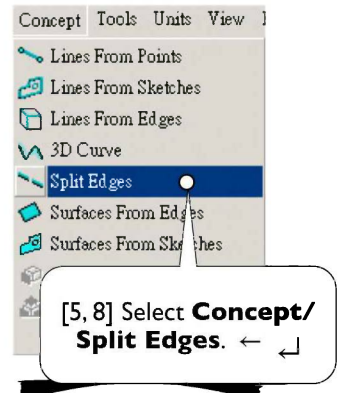 Concept Tools Units View
Lines From Points
Lines From Sketches
Lines From Edges
3D Curve
Split Edges
Surfaces From Edges
Surfaces From Sketches
[5, 8] Select Concept/
Split Edges. ← ↵